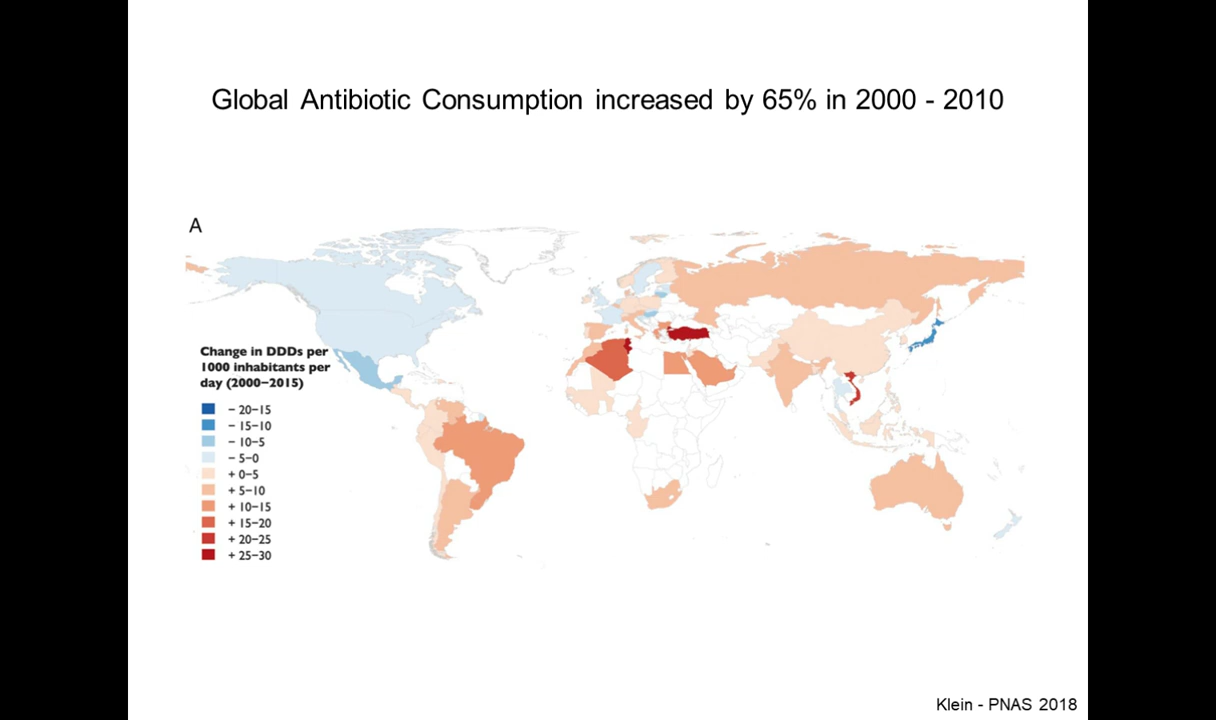 Global Antibiotic Consumption increased by 65% in 2000 - 2010
A
Change in DDDs per
1000 inhabitants per
day (2000−2015)
− 20−15
− 15−10
− 10−5
− 5−0
+ 0−5
+ 5−10
+ 10−15
+ 15−20
+ 20−25
+ 25−30
Klein - PNAS 2018